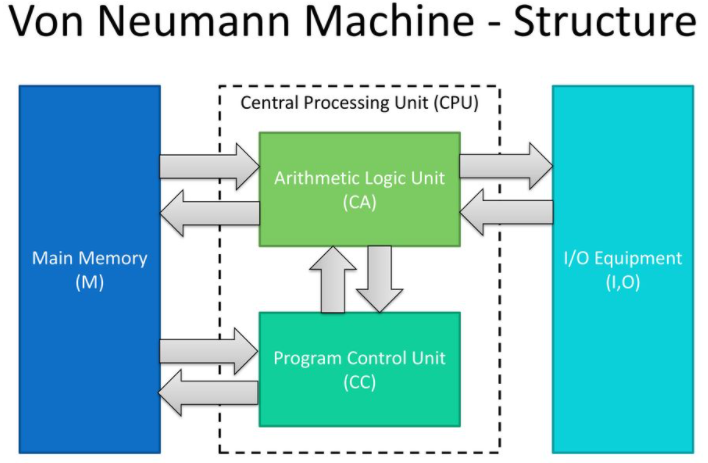 Von Neumann Machine - Structure
Central Processing Unit (CPU)
Arithmetic Logic Unit
(CA)
Main Memory
(M)
I/O Equipment
(I,O)
Program Control Unit
(CC)